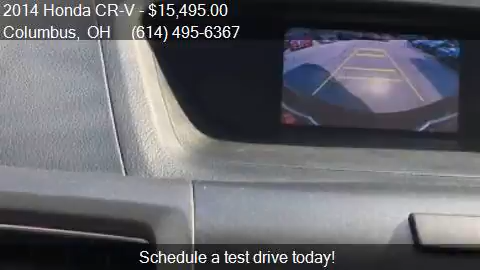 2014 Honda CR-V - $15,495.00
Columbus, OH (614) 495-6367
Schedule a test drive today!